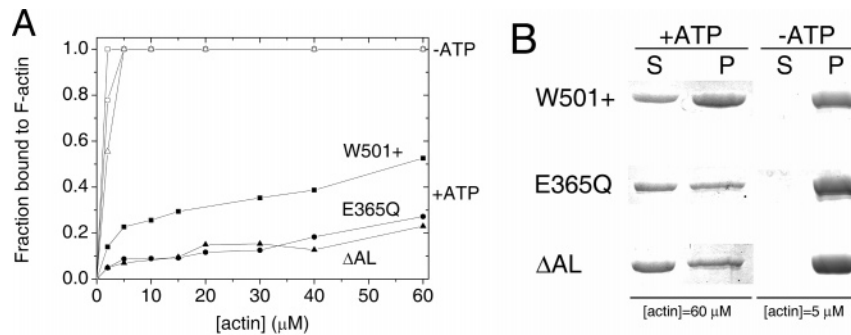 A
Fraction bound to F-actin
1.0
0.8
0.6
0.4
0.2
0.0
0 10 20 30 40 50 60
[actin] (μM)
-ATP
W501+
+ATP
E365Q
ΔAL
B
+ATP -ATP
S P S P
W501+
E365Q
ΔAL
[actin]=60 μM [actin]=5 μM